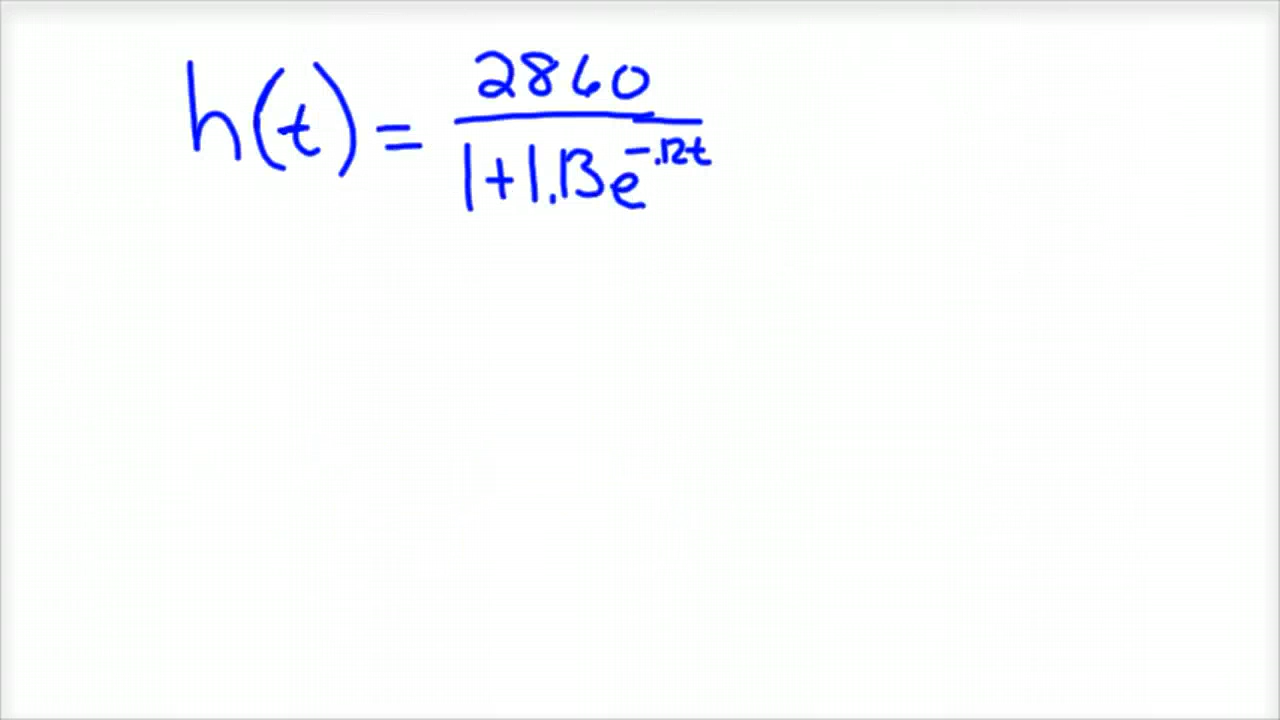 h(t) = 2860 / 1+1.13e^-.12t